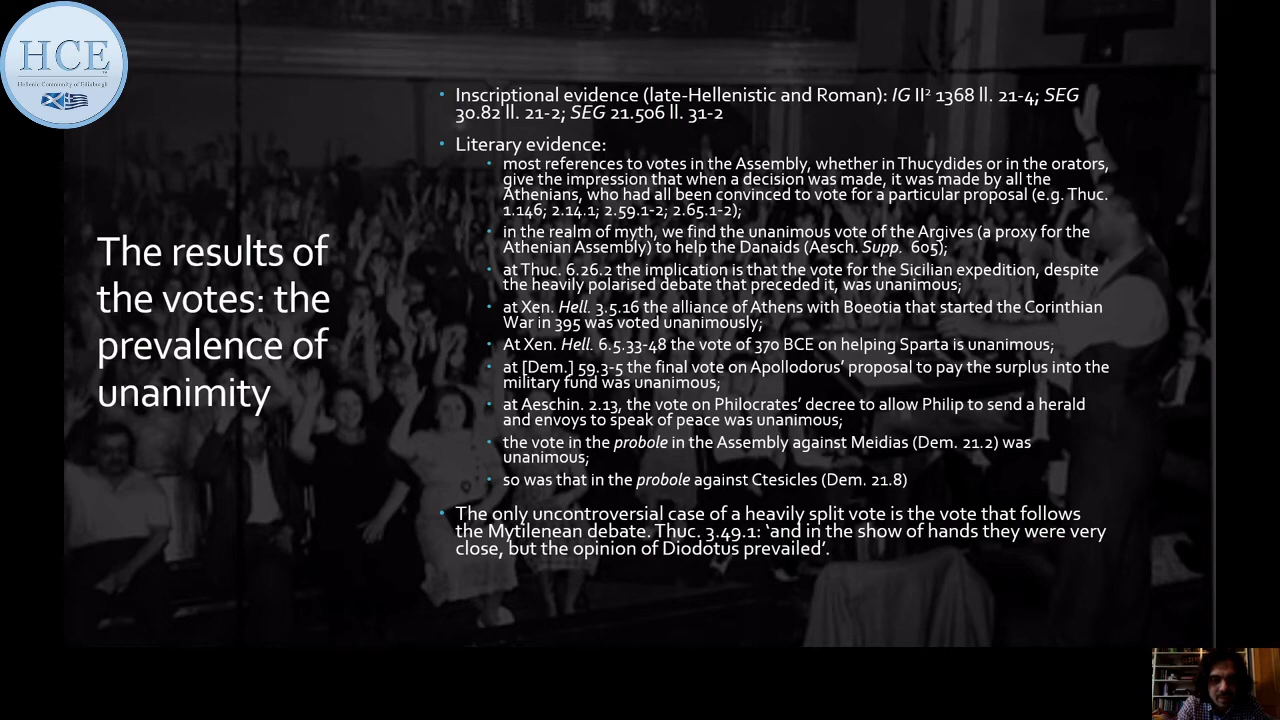 HCE
Hellenic Community of Edinburgh
The results of
the votes: the
prevalence of
unanimity
• Inscriptional evidence (late-Hellenistic and Roman): IG II² 1368 ll. 21-4; SEG
30.82 ll. 21-2; SEG 21.506 ll. 31-2
• Literary evidence:
• most references to votes in the Assembly, whether in Thucydides or in the orators,
give the impression that when a decision was made, it was made by all the
Athenians, who had all been convinced to vote for a particular proposal (e.g. Thuc.
1.146; 2.14.1; 2.59.1-2; 2.65.1-2);
• in the realm of myth, we find the unanimous vote of the Argives (a proxy for the
Athenian Assembly) to help the Danaids (Aesch. Supp. 605);
• at Thuc. 6.26.2 the implication is that the vote for the Sicilian expedition, despite
the heavily polarised debate that preceded it, was unanimous;
• at Xen. Hell. 3.5.16 the alliance of Athens with Boeotia that started the Corinthian
War in 395 was voted unanimously;
• At Xen. Hell. 6.5.33-48 the vote of 370 BCE on helping Sparta is unanimous;
• at [Dem.] 59.3-5 the final vote on Apollodorus’ proposal to pay the surplus into the
military fund was unanimous;
• at Aeschin. 2.13, the vote on Philocrates’ decree to allow Philip to send a herald
and envoys to speak of peace was unanimous;
• the vote in the probole in the Assembly against Meidias (Dem. 21.2) was
unanimous;
• so was that in the probole against Ctesicles (Dem. 21.8)
• The only uncontroversial case of a heavily split vote is the vote that follows
the Mytilenean debate. Thuc. 3.49.1: ‘and in the show of hands they were very
close, but the opinion of Diodotus prevailed’.